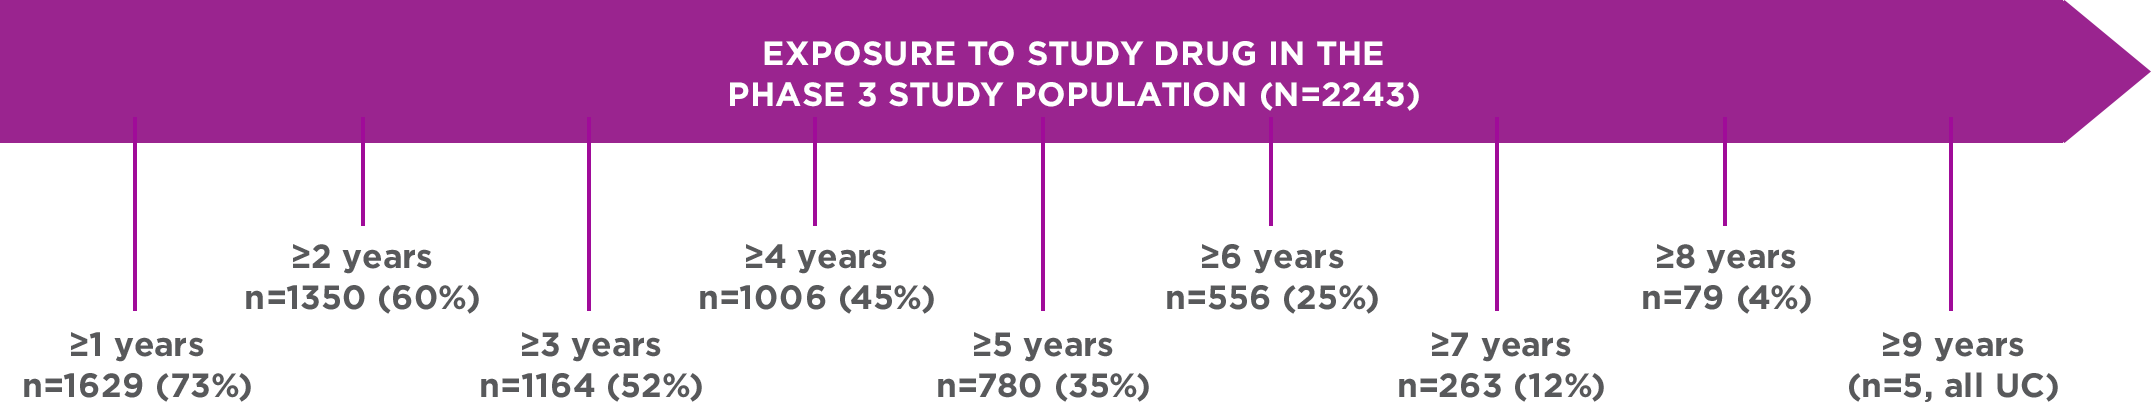 EXPOSURE TO STUDY DRUG IN THE
PHASE 3 STUDY POPULATION (N=2243)
≥1 years
n=1629 (73%)
≥2 years
n=1350 (60%)
≥3 years
n=1164 (52%)
≥4 years
n=1006 (45%)
≥5 years
n=780 (35%)
≥6 years
n=556 (25%)
≥7 years
n=263 (12%)
≥8 years
n=79 (4%)
≥9 years
(n=5, all UC)